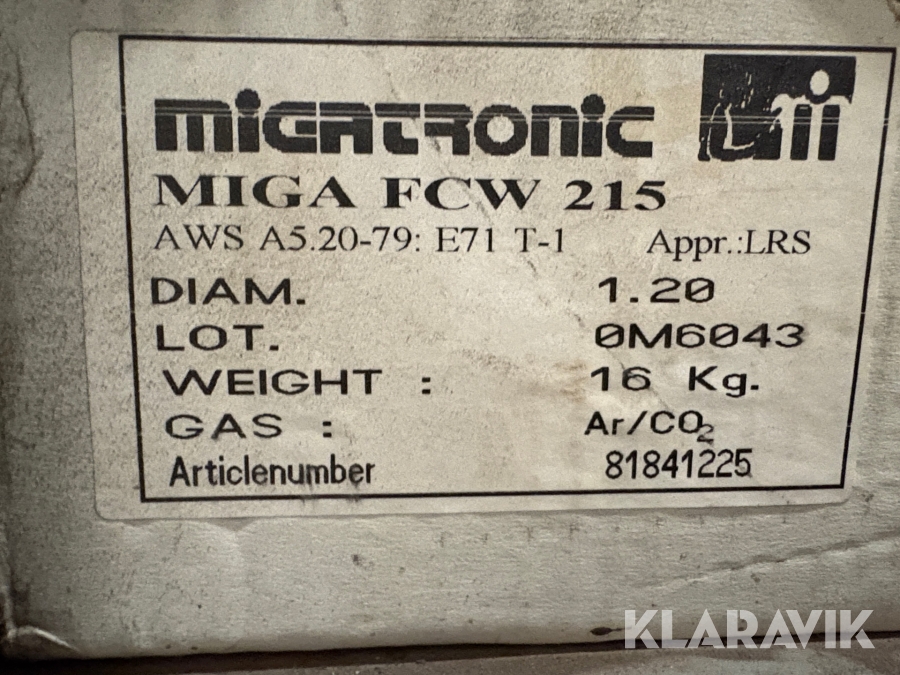 MIGATRONIC
MIGA FCW 215
AWS A5.20-79: E71 T-1 Appr.:LRS
DIAM. 1.20
LOT. 0M6043
WEIGHT : 16 Kg.
GAS : Ar/CO₂
Articlenumber 81841225
KLARAVIK